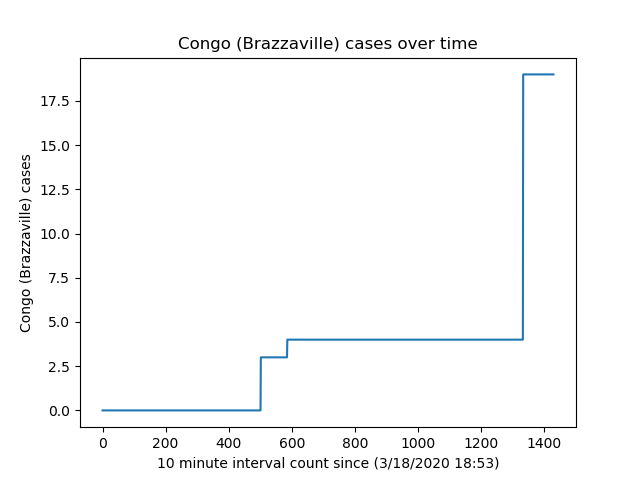 Congo (Brazzaville) cases over time
Congo (Brazzaville) cases
17.5
15.0
12.5
10.0
7.5
5.0
2.5
0.0
0 200 400 600 800 1000 1200 1400
10 minute interval count since (3/18/2020 18:53)